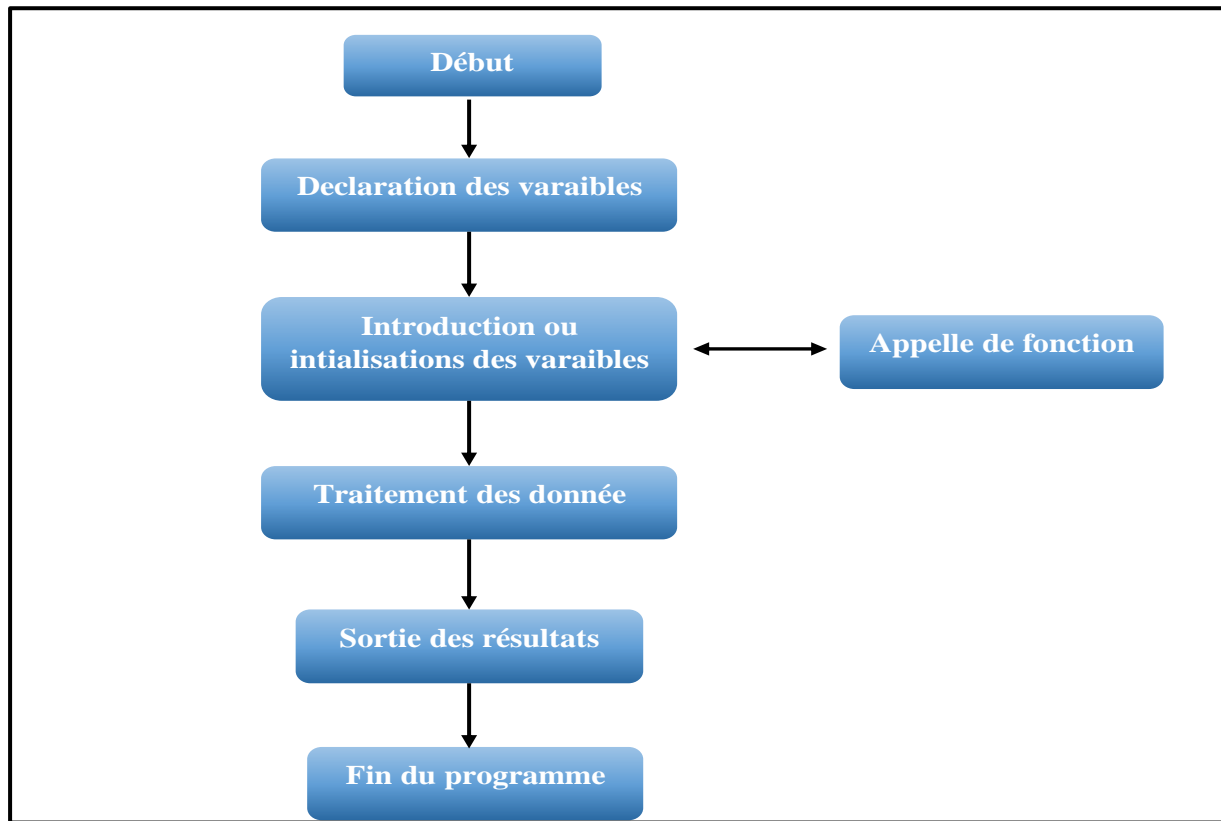 Début
Declaration des varaibles
Introduction ou
intialisations des varaibles
Appelle de fonction
Traitement des donnée
Sortie des résultats
Fin du programme